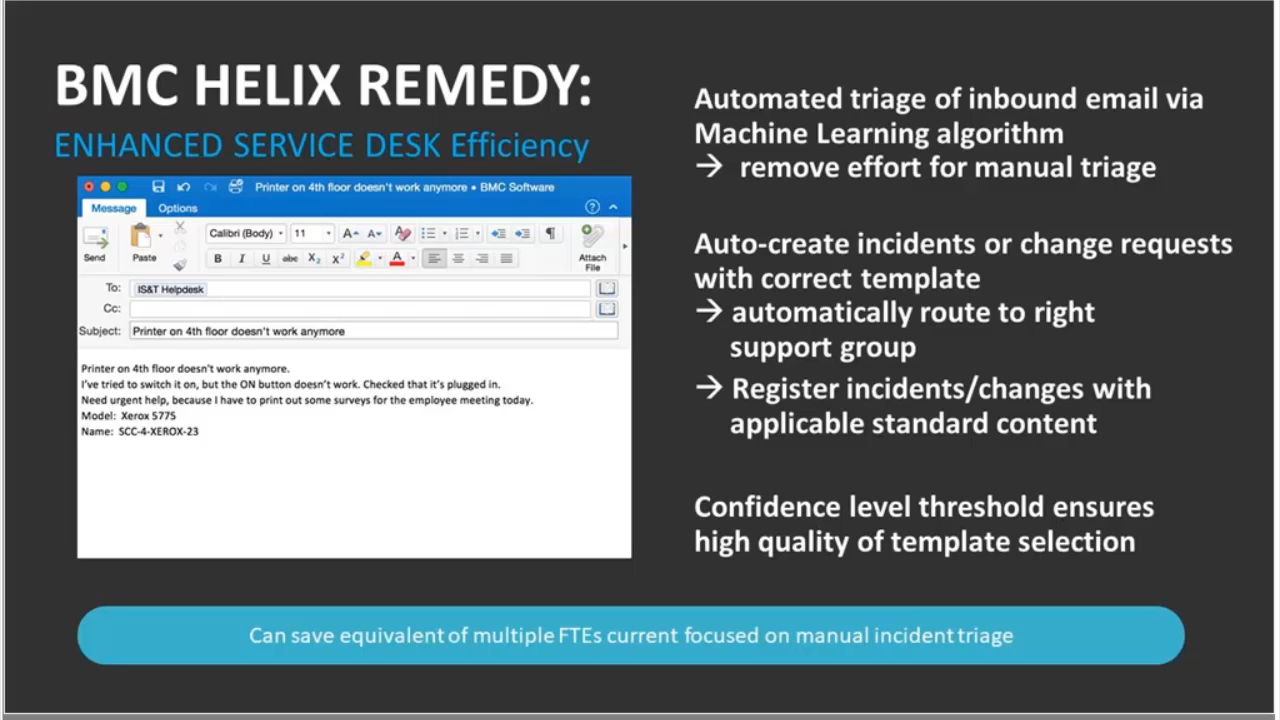 BMC HELIX REMEDY:
ENHANCED SERVICE DESK Efficiency
Printer on 4th floor doesn't work anymore • BMC Software
Message Options
Calibri (Body) 11
Send Paste
B I U abc X₂ X²
Attach
File
To: IS&T Helpdesk
Cc:
Subject: Printer on 4th floor doesn't work anymore
Printer on 4th floor doesn't work anymore.
I've tried to switch it on, but the ON button doesn't work. Checked that it's plugged in.
Need urgent help, because I have to print out some surveys for the employee meeting today.
Model: Xerox 5775
Name: SCC-4-XEROX-23
Automated triage of inbound email via
Machine Learning algorithm
→ remove effort for manual triage
Auto-create incidents or change requests
with correct template
→ automatically route to right
support group
→ Register incidents/changes with
applicable standard content
Confidence level threshold ensures
high quality of template selection
Can save equivalent of multiple FTEs current focused on manual incident triage